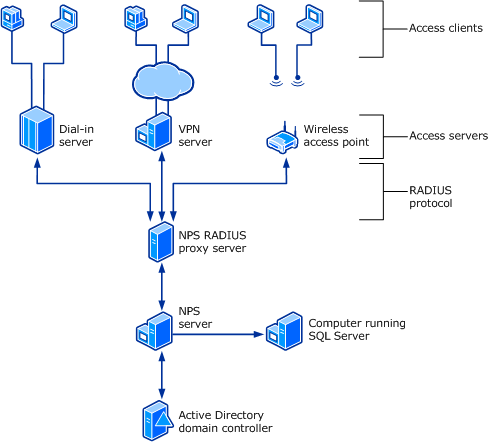 Access clients
Dial-in
server
VPN
server
Wireless
access point
Access servers
RADIUS
protocol
NPS RADIUS
proxy server
NPS
server
Computer running
SQL Server
Active Directory
domain controller